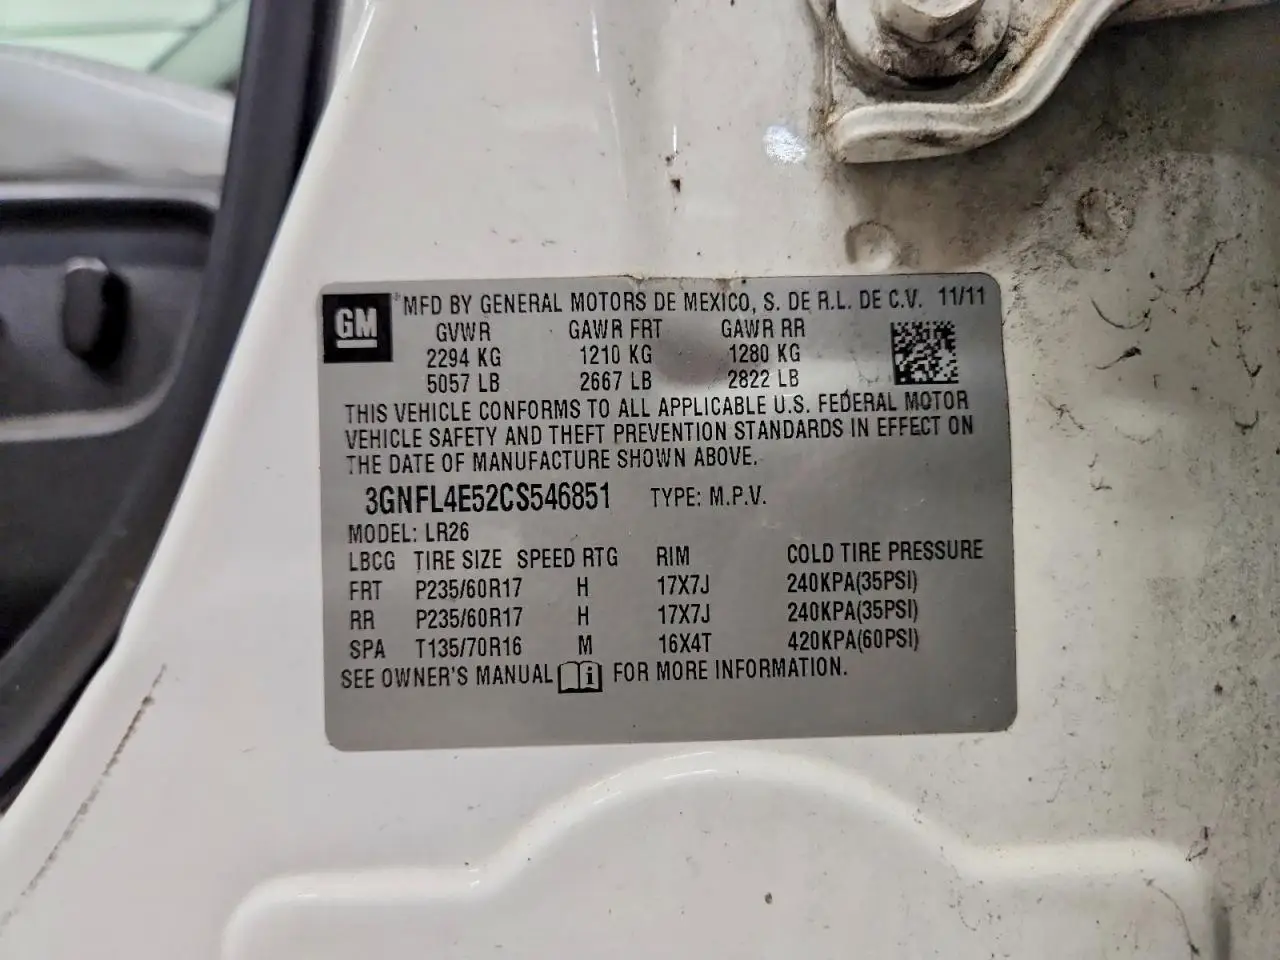 GM
*MFD BY GENERAL MOTORS DE MEXICO, S. DE R.L. DE C.V. 11/11
GVWR GAWR FRT GAWR RR
2294 KG 1210 KG 1280 KG
5057 LB 2667 LB 2822 LB
THIS VEHICLE CONFORMS TO ALL APPLICABLE U.S. FEDERAL MOTOR
VEHICLE SAFETY AND THEFT PREVENTION STANDARDS IN EFFECT ON
THE DATE OF MANUFACTURE SHOWN ABOVE.
3GNFL4E52CS546851 TYPE: M.P.V.
MODEL: LR26
LBCG TIRE SIZE SPEED RTG RIM COLD TIRE PRESSURE
FRT P235/60R17 H 17X7J 240KPA(35PSI)
RR P235/60R17 H 17X7J 240KPA(35PSI)
SPA T135/70R16 M 16X4T 420KPA(60PSI)
SEE OWNER'S MANUAL i FOR MORE INFORMATION.